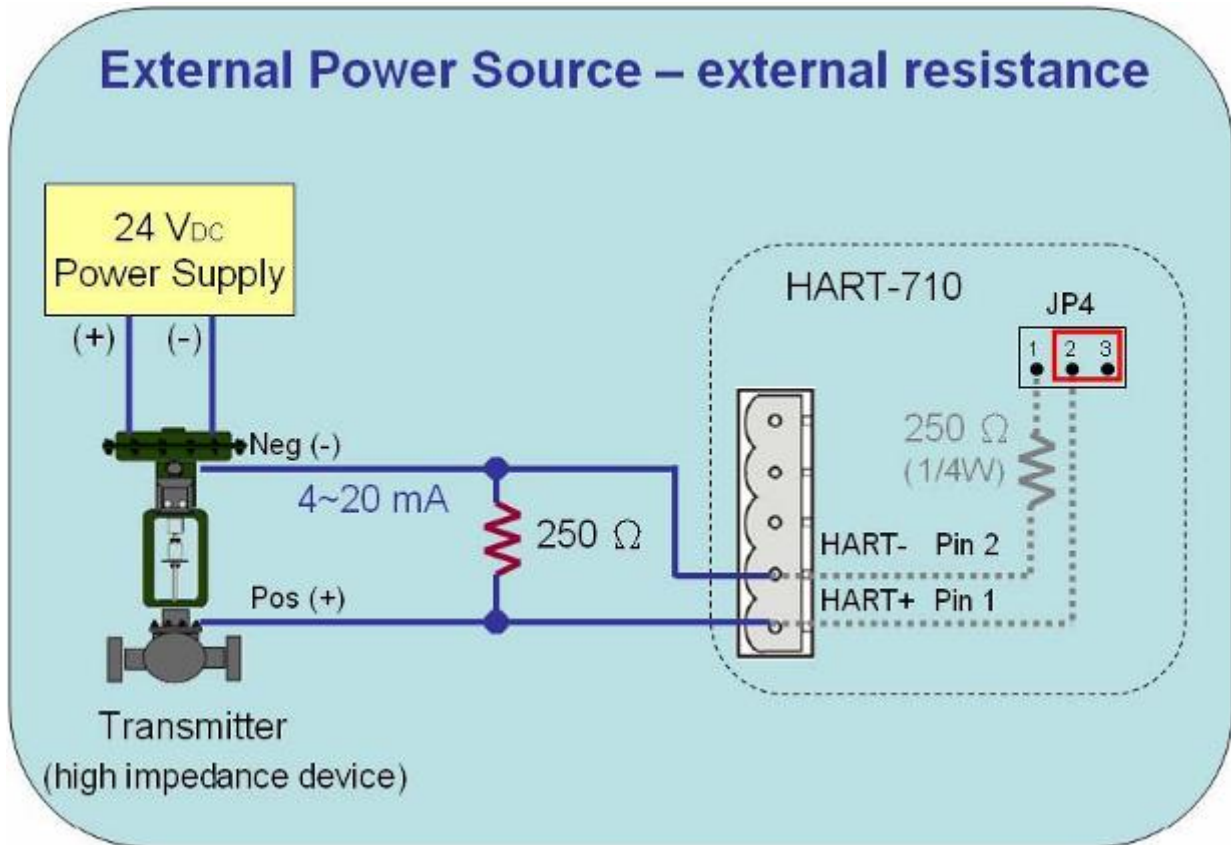 External Power Source – external resistance
24 VDC
Power Supply
(+) (-)
HART-710
JP4
1 2 3
Neg (-)
4~20 mA
250 Ω
250 Ω
(1/4W)
HART- Pin 2
HART+ Pin 1
Pos (+)
Transmitter
(high impedance device)